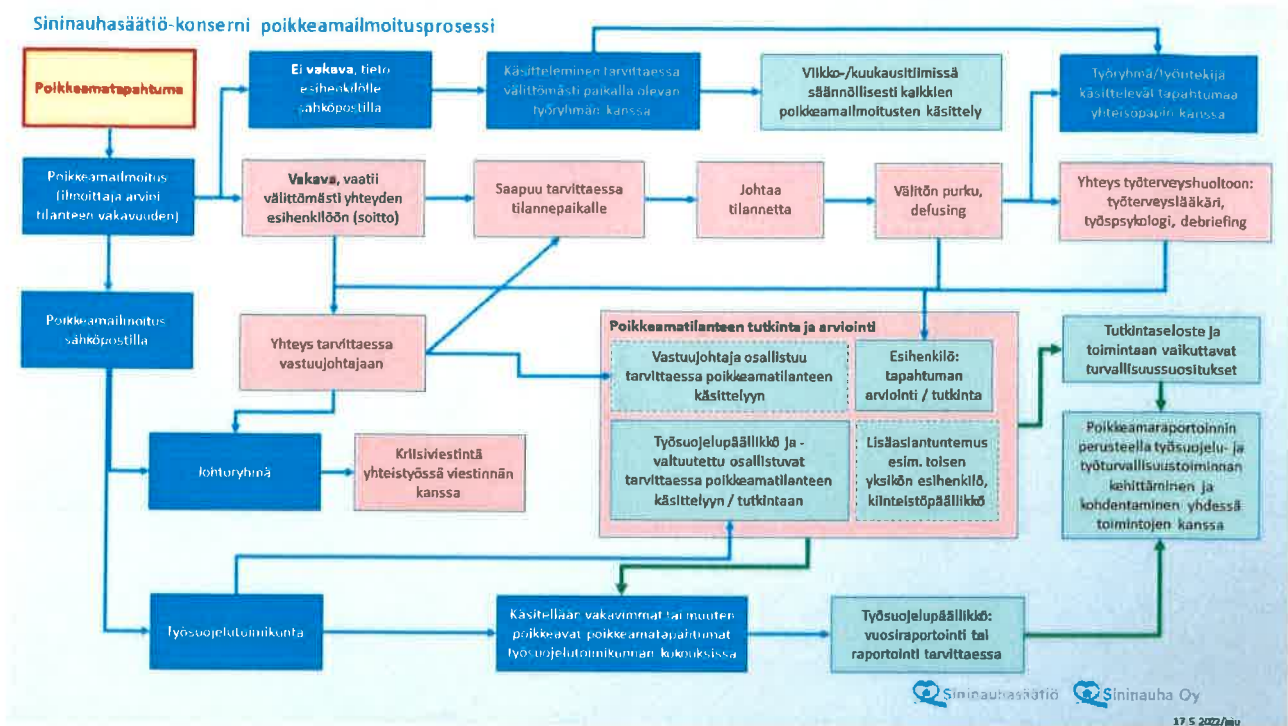 Sininauhasäätiö-konserni poikkeamailmoitusprosessi
Poikkeamatapahtuma
Ei vakava, tieto
esihenkilölle
sähköpostilla
Käsitteleminen tarvittaessa
välittömästi paikalla olevan
työryhmän kanssa
Viikko-/kuukausitiimissä
säännöllisesti kaikkien
poikkeamailmoitusten käsittely
Työryhmä/työntekijä
käsittelevät tapahtumaa
yhteisöpapin kanssa
Poikkeamailmoitus
(ilmoittaja arvioi
tilanteen vakavuuden)
Vakava, vaatii
välittömästi yhteyden
esihenkilöön (soitto)
Saapuu tarvittaessa
tilannepaikalle
Johtaa
tilannetta
Välitön purku,
defusing
Yhteys työterveyshuoltoon:
työterveyslääkäri,
työspsykologi, debriefing
Poikkeamailmoitus
sähköpostilla
Yhteys tarvittaessa
vastuujohtajaan
Poikkeamatilanteen tutkinta ja arviointi
Vastuujohtaja osallistuu
tarvittaessa poikkeamatilanteen
käsittelyyn
Esihenkilö:
tapahtuman
arviointi / tutkinta
Tutkintaseloste ja
toimintaan vaikuttavat
turvallisuussuositukset
Johtoryhmä
Kriisiviestintä
yhteistyössä viestinnän
kanssa
Työsuojelupäällikkö ja -
valtuutettu osallistuvat
tarvittaessa poikkeamatilanteen
käsittelyyn / tutkintaan
Lisäasiantuntemus
esim. toisen
yksikön esihenkilö,
kiinteistöpäällikkö
Poikkeamaraportoinnin
perusteella työsuojelu- ja
työturvallisuustoiminnan
kehittäminen ja
kohdentaminen yhdessä
toimintojen kanssa
Työsuojelutoimikunta
Käsitellään vakavimmat tai muuten
poikkeavat poikkeamatapahtumat
työsuojelutoimikunnan kokouksissa
Työsuojelupäällikkö:
vuosiraportointi tai
raportointi tarvittaessa
Sininauhasäätiö
Sininauha Oy
17.5.2022/mju